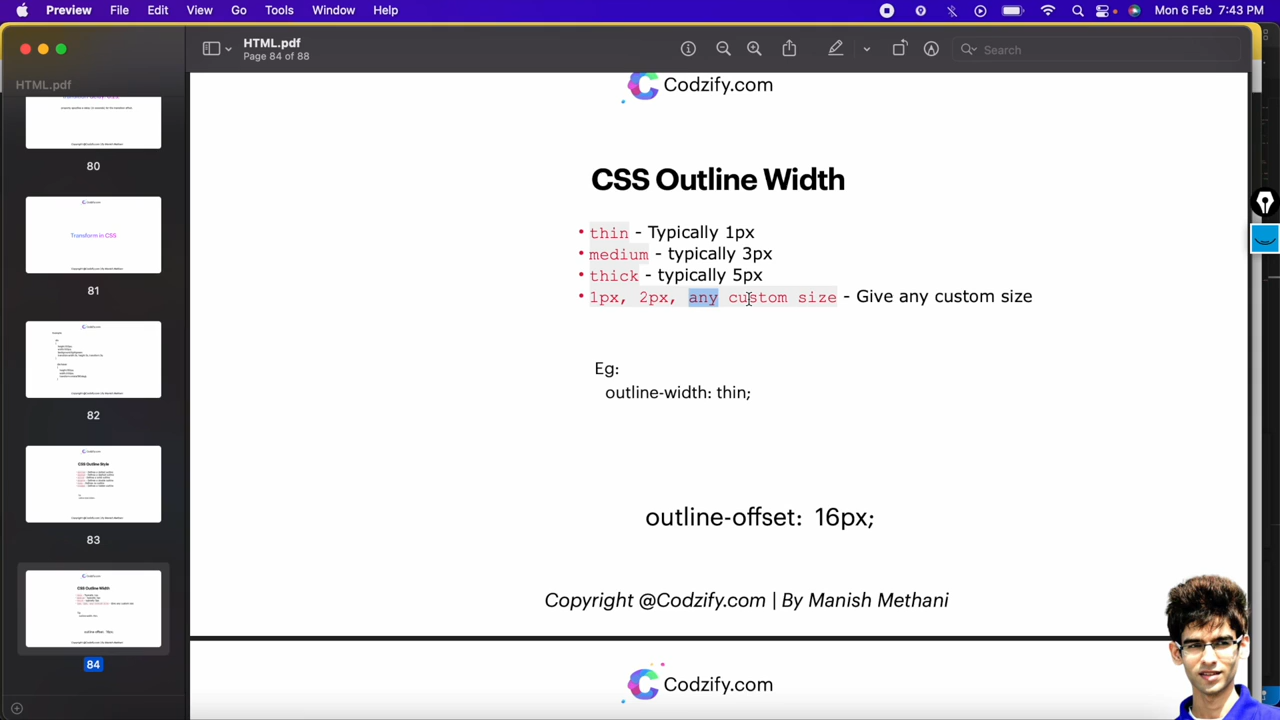 Preview File Edit View Go Tools Window Help Mon 6 Feb 7:43 PM
HTML.pdf
Page 84 of 88
Search
HTML.pdf
80
81
82
83
84
Transform in CSS
CSS Outline Style
CSS Outline Width
Codzify.com
CSS Outline Width
• thin - Typically 1px
• medium - typically 3px
• thick - typically 5px
• 1px, 2px, any custom size - Give any custom size
Eg:
outline-width: thin;
outline-offset: 16px;
Copyright @Codzify.com | By Manish Methani
Codzify.com